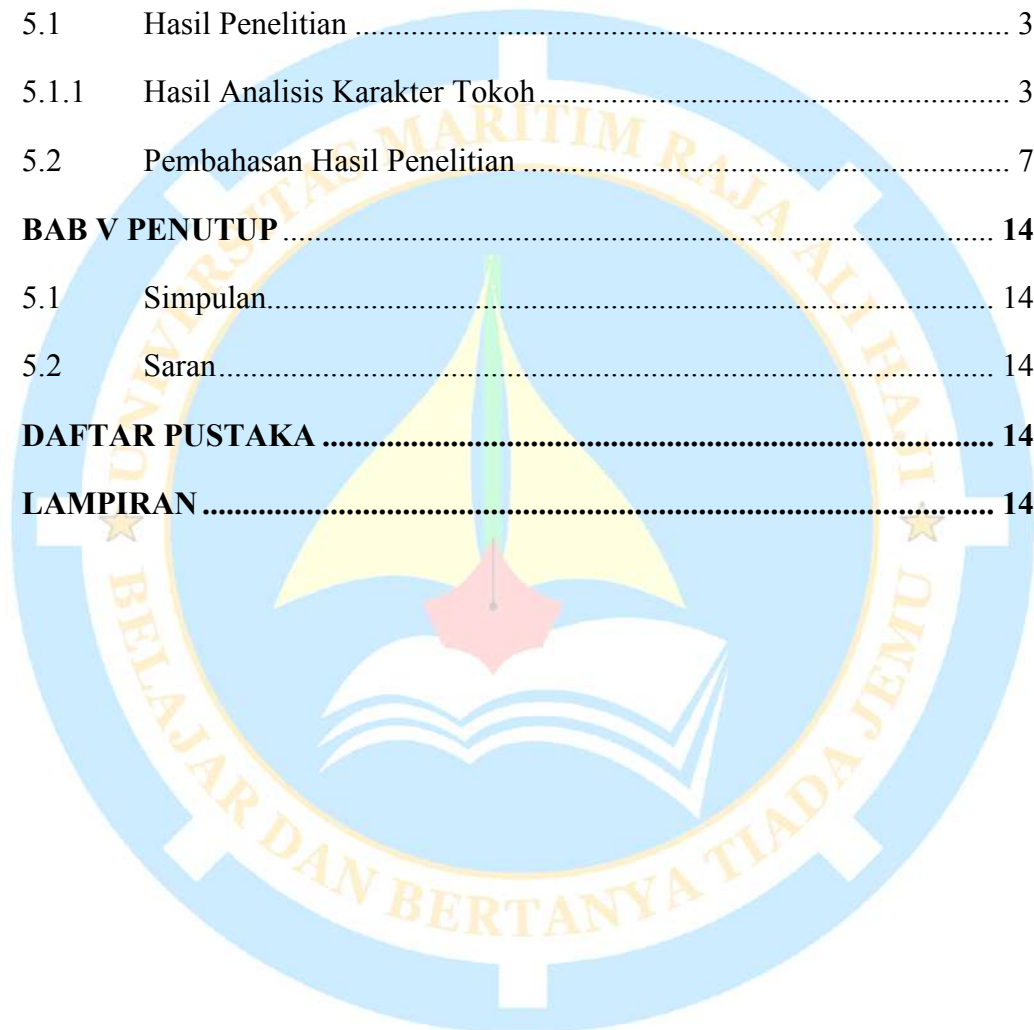 5.1 Hasil Penelitian ............................................................................................. 3
5.1.1 Hasil Analisis Karakter Tokoh .................................................................. 3
5.2 Pembahasan Hasil Penelitian ..................................................................... 7
BAB V PENUTUP ................................................................................................ 14
5.1 Simpulan .................................................................................................... 14
5.2 Saran .......................................................................................................... 14
DAFTAR PUSTAKA ............................................................................................ 14
LAMPIRAN .......................................................................................................... 14
UNIVERSITAS MARITIM RAJA ALI HAJI
BELAJAR DAN BERTANYA TIADA JEMU